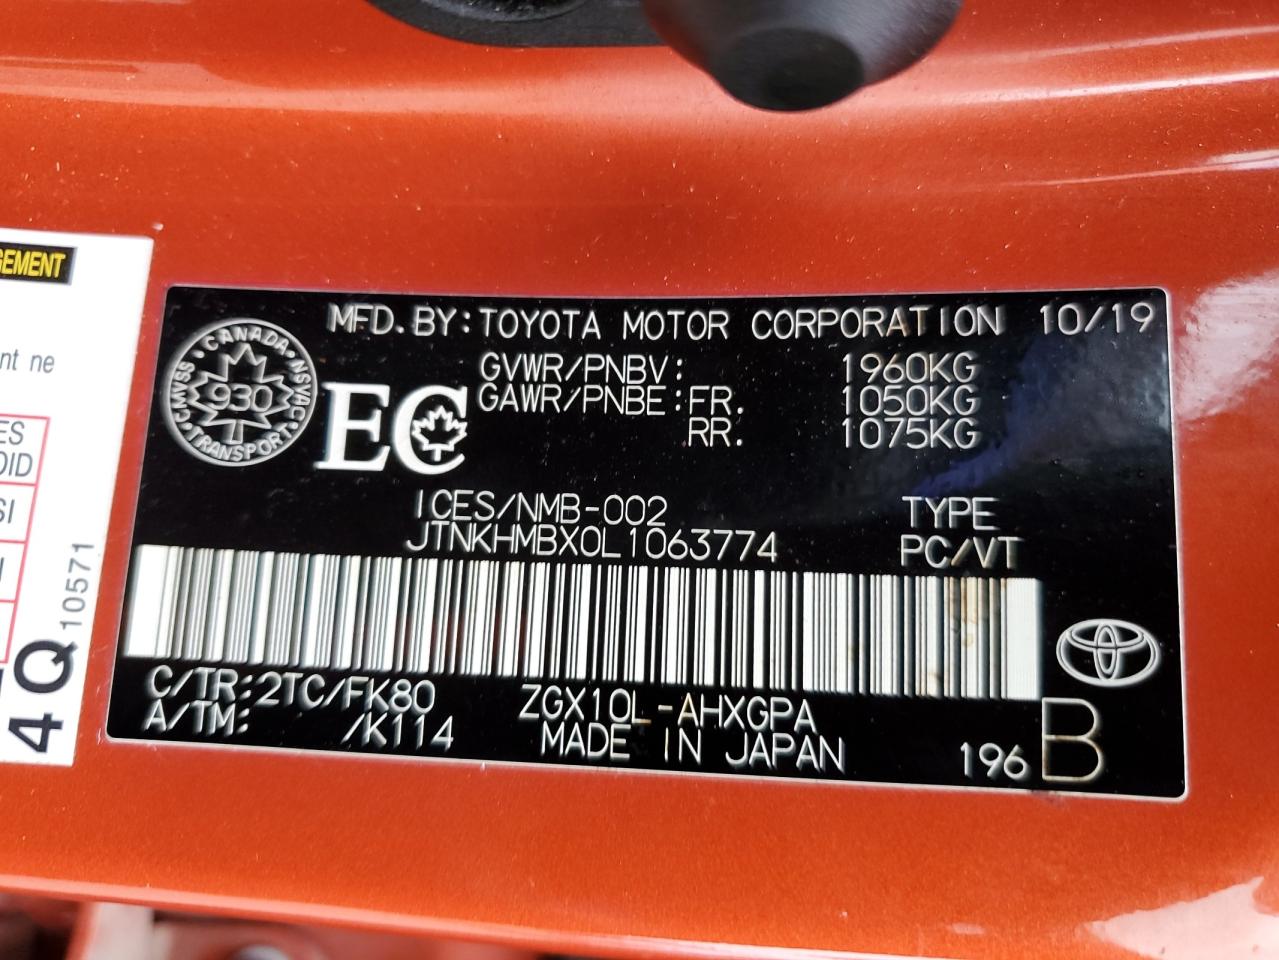 GEMENT
nt ne
ES
OID
SI
4Q
10571
MFD. BY: TOYOTA MOTOR CORPORATION 10/19
CANADA
CMVSS NSVAC
930
TRANSPORT
EC
GVWR/PNBV: 1960KG
GAWR/PNBE: FR. 1050KG
RR. 1075KG
ICES/NMB-002 TYPE
JTNKHMBX0L1063774 PC/VT
C/TR: 2TC/FK80 ZGX10L-AHXGPA
A/TM: /K114 MADE IN JAPAN 196 B